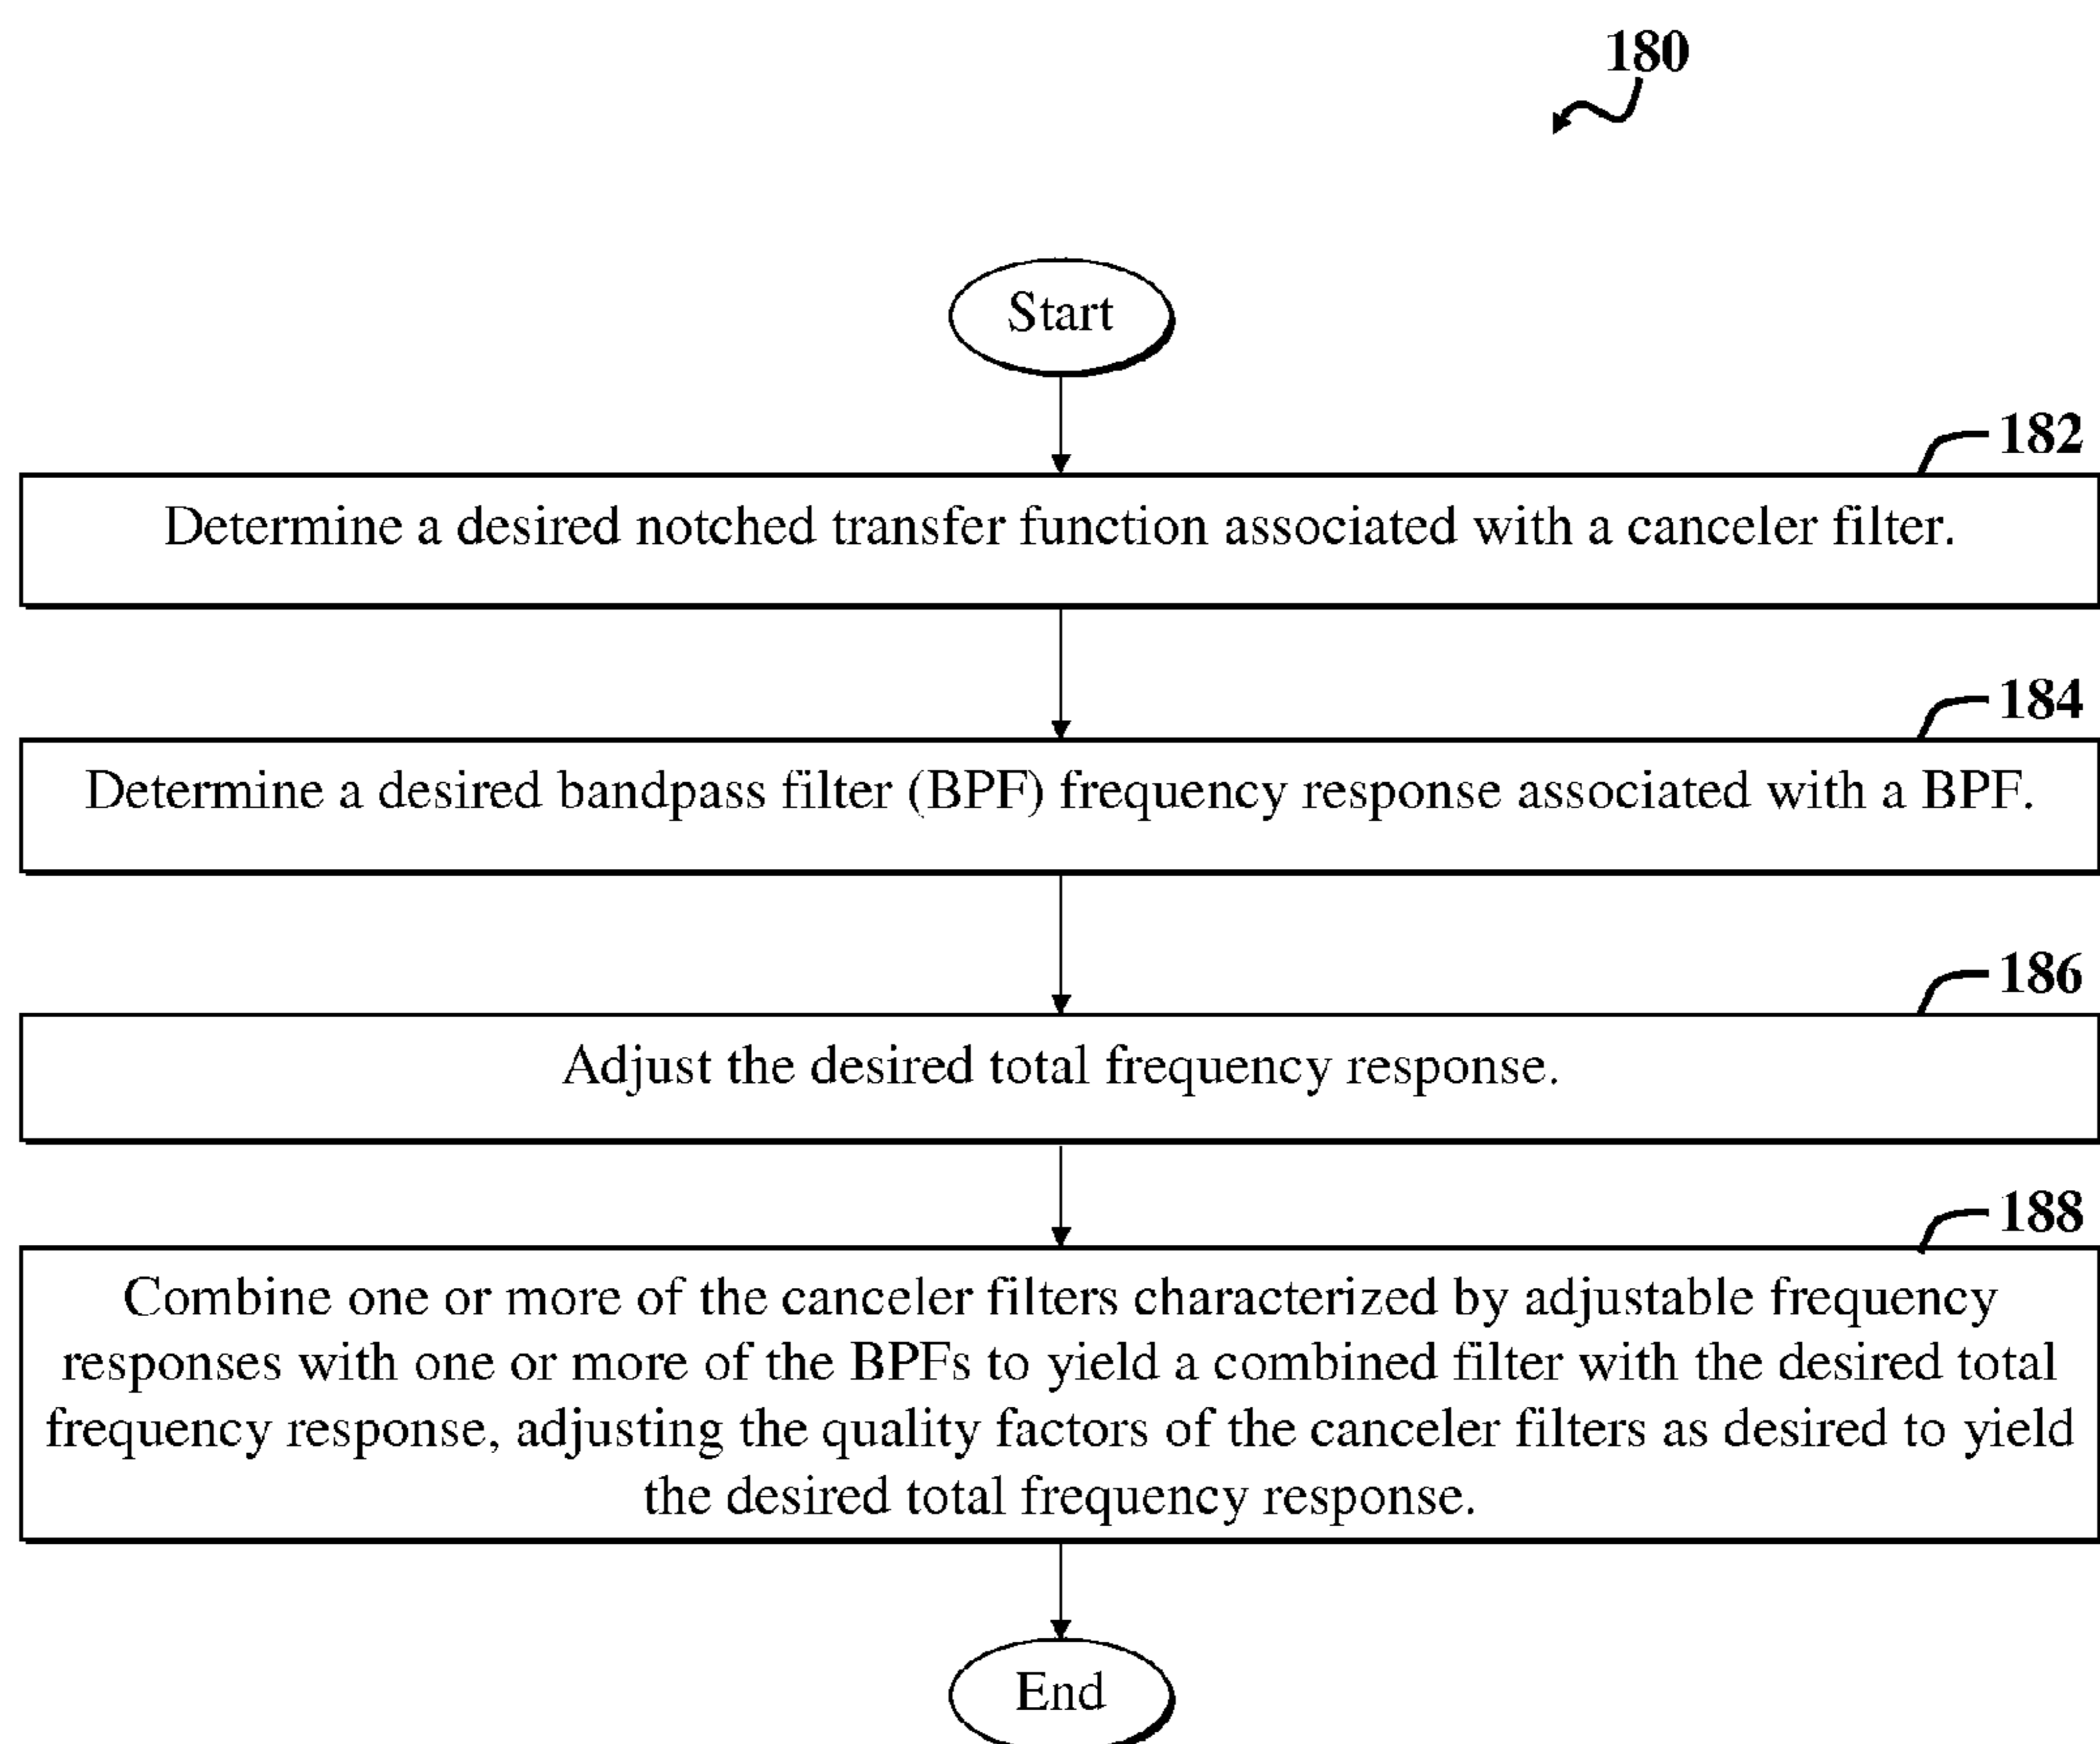 180
Start
182
Determine a desired notched transfer function associated with a canceler filter.
184
Determine a desired bandpass filter (BPF) frequency response associated with a BPF.
186
Adjust the desired total frequency response.
188
Combine one or more of the canceler filters characterized by adjustable frequency
responses with one or more of the BPFs to yield a combined filter with the desired total
frequency response, adjusting the quality factors of the canceler filters as desired to yield
the desired total frequency response.
End